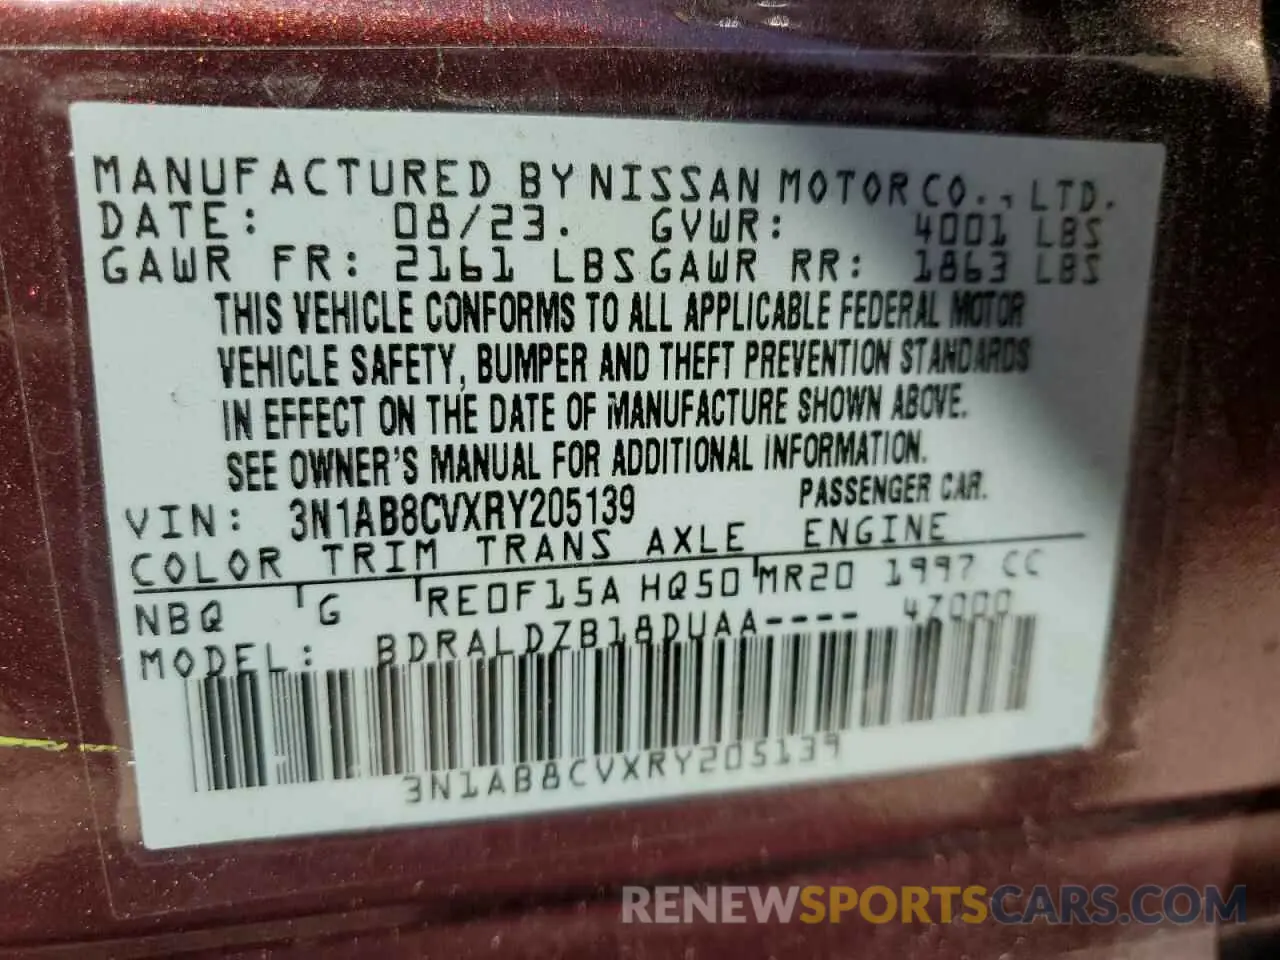 MANUFACTURED BY NISSAN MOTOR CO., LTD.
DATE: 08/23. GVWR: 4001 LBS
GAWR FR: 2161 LBS GAWR RR: 1863 LBS
THIS VEHICLE CONFORMS TO ALL APPLICABLE FEDERAL MOTOR
VEHICLE SAFETY, BUMPER AND THEFT PREVENTION STANDARDS
IN EFFECT ON THE DATE OF MANUFACTURE SHOWN ABOVE.
SEE OWNER'S MANUAL FOR ADDITIONAL INFORMATION.
VIN: 3N1AB8CVXRY205139 PASSENGER CAR.
COLOR TRIM TRANS AXLE ENGINE
NBQ G RE0F15A HQ50 MR20 1997 CC
MODEL: BDRALDZB18DUAA---- 47000
3N1AB8CVXRY205139
RENEWSPORTSCARS.COM